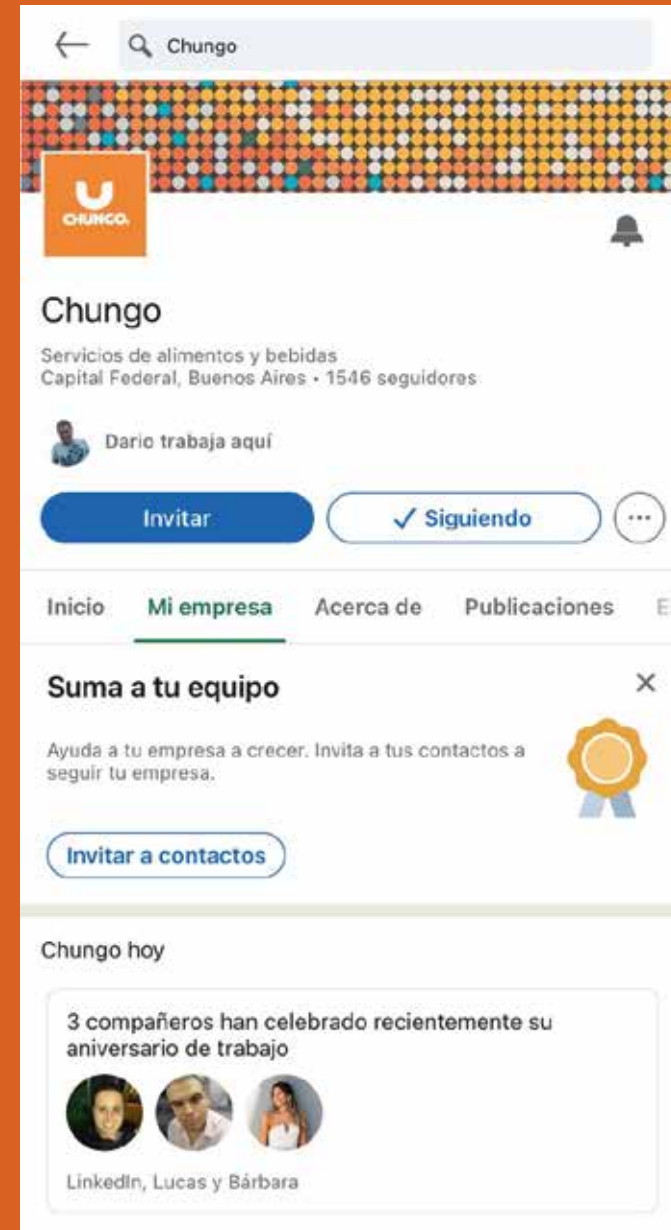 Chungo
CHUNGO.
Chungo
Servicios de alimentos y bebidas
Capital Federal, Buenos Aires • 1546 seguidores
Dario trabaja aquí
Invitar
Siguiendo
Inicio Mi empresa Acerca de Publicaciones E
Suma a tu equipo
Ayuda a tu empresa a crecer. Invita a tus contactos a
seguir tu empresa.
Invitar a contactos
Chungo hoy
3 compañeros han celebrado recientemente su
aniversario de trabajo
LinkedIn, Lucas y Bárbara